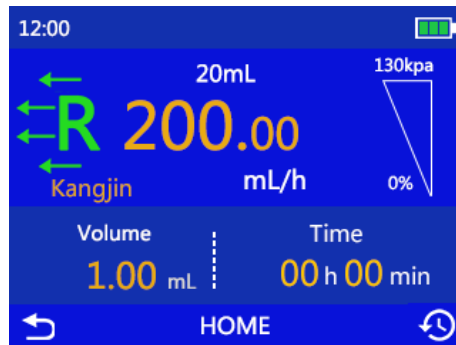 12:00
20mL
130kpa
R 200.00
Kangjin
mL/h
0%
Volume
Time
1.00 mL
00 h 00 min
HOME